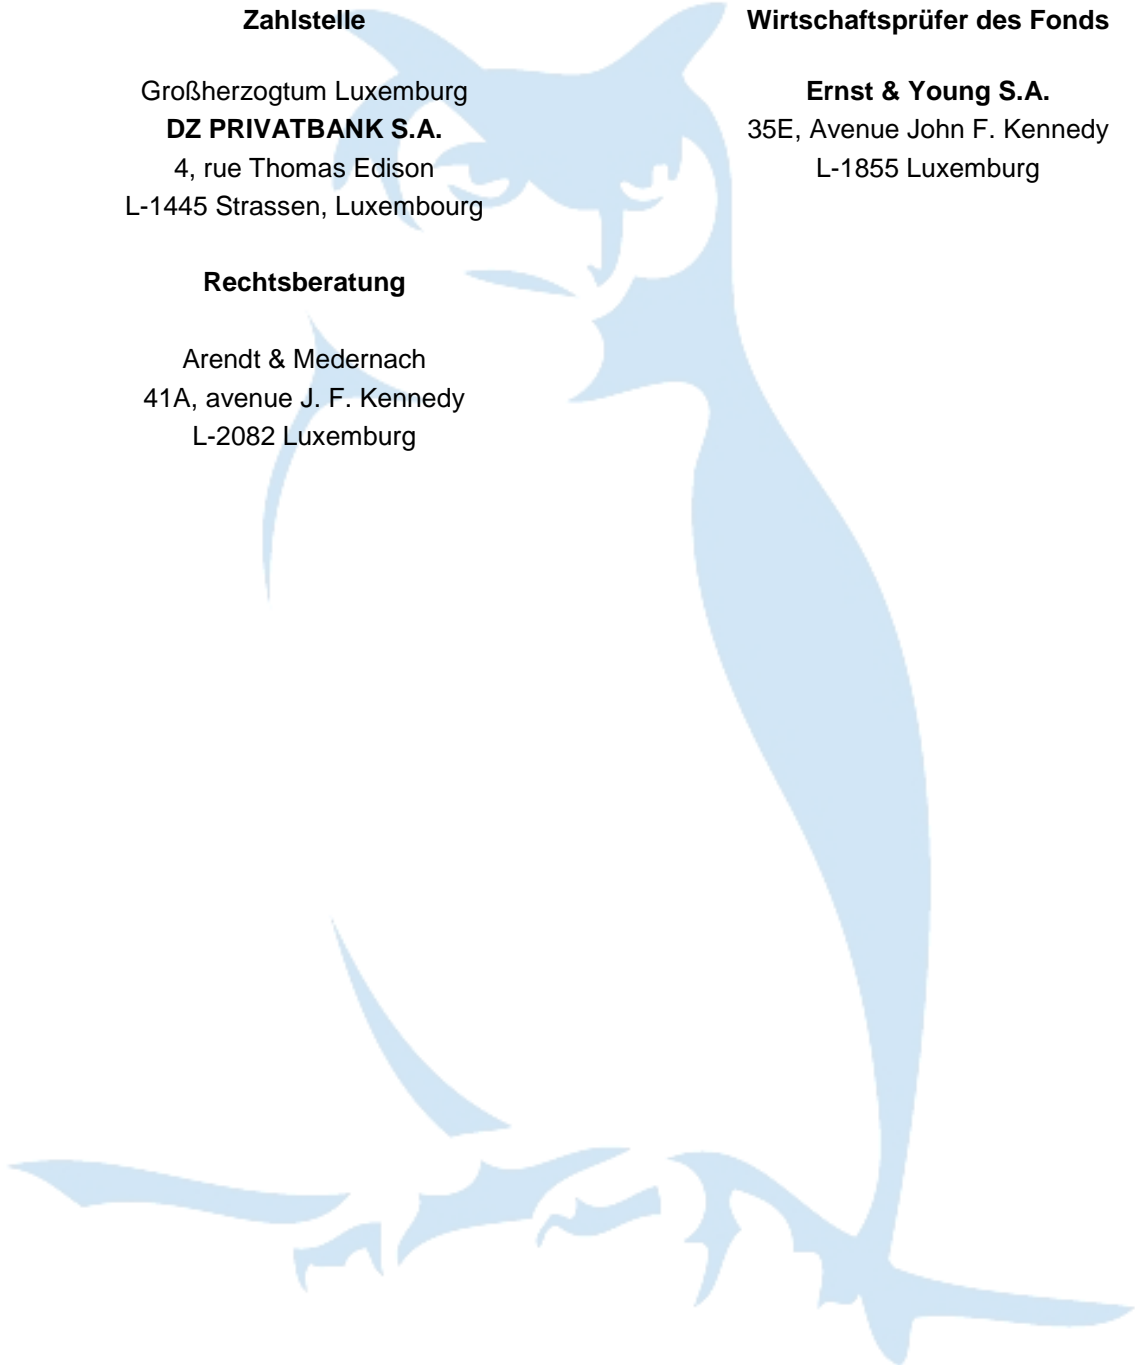 Zahlstelle
Großherzogtum Luxemburg
DZ PRIVATBANK S.A.
4, rue Thomas Edison
L-1445 Strassen, Luxembourg
Rechtsberatung
Arendt & Medernach
41A, avenue J. F. Kennedy
L-2082 Luxemburg
Wirtschaftsprüfer des Fonds
Ernst & Young S.A.
35E, Avenue John F. Kennedy
L-1855 Luxemburg